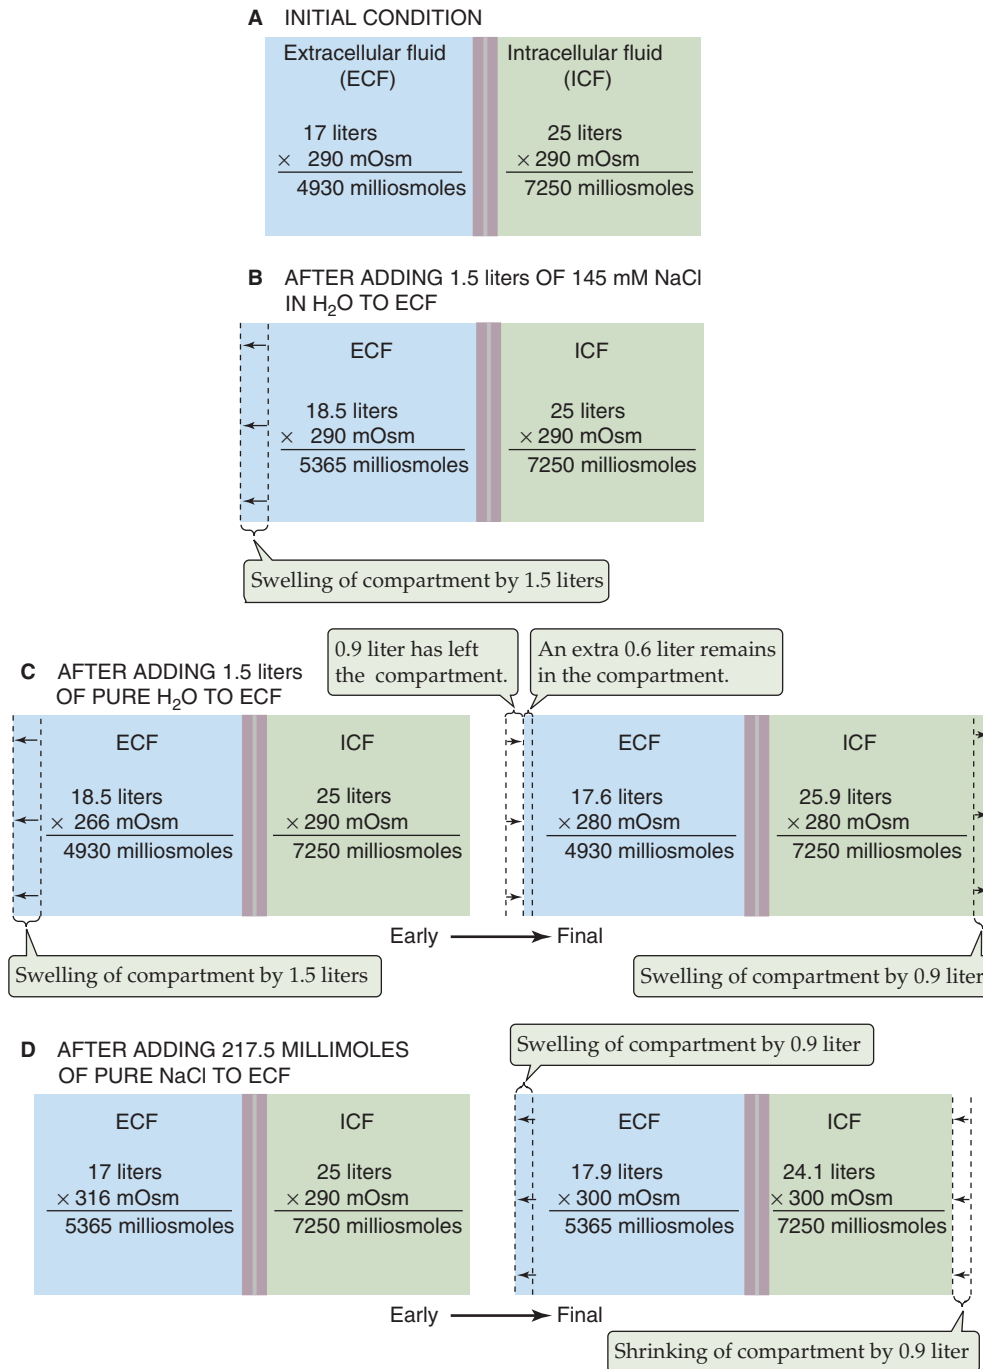 A INITIAL CONDITION
Extracellular fluid
(ECF)
17 liters
× 290 mOsm
4930 milliosmoles
Intracellular fluid
(ICF)
25 liters
× 290 mOsm
7250 milliosmoles
B AFTER ADDING 1.5 liters OF 145 mM NaCl
IN H₂O TO ECF
ECF
18.5 liters
× 290 mOsm
5365 milliosmoles
ICF
25 liters
× 290 mOsm
7250 milliosmoles
Swelling of compartment by 1.5 liters
C AFTER ADDING 1.5 liters
OF PURE H₂O TO ECF
0.9 liter has left
the compartment.
An extra 0.6 liter remains
in the compartment.
ECF
18.5 liters
× 266 mOsm
4930 milliosmoles
ICF
25 liters
× 290 mOsm
7250 milliosmoles
ECF
17.6 liters
× 280 mOsm
4930 milliosmoles
ICF
25.9 liters
× 280 mOsm
7250 milliosmoles
Early Final
Swelling of compartment by 1.5 liters
Swelling of compartment by 0.9 liter
D AFTER ADDING 217.5 MILLIMOLES
OF PURE NaCl TO ECF
Swelling of compartment by 0.9 liter
ECF
17 liters
× 316 mOsm
5365 milliosmoles
ICF
25 liters
× 290 mOsm
7250 milliosmoles
ECF
17.9 liters
× 300 mOsm
5365 milliosmoles
ICF
24.1 liters
× 300 mOsm
7250 milliosmoles
Early Final
Shrinking of compartment by 0.9 liter